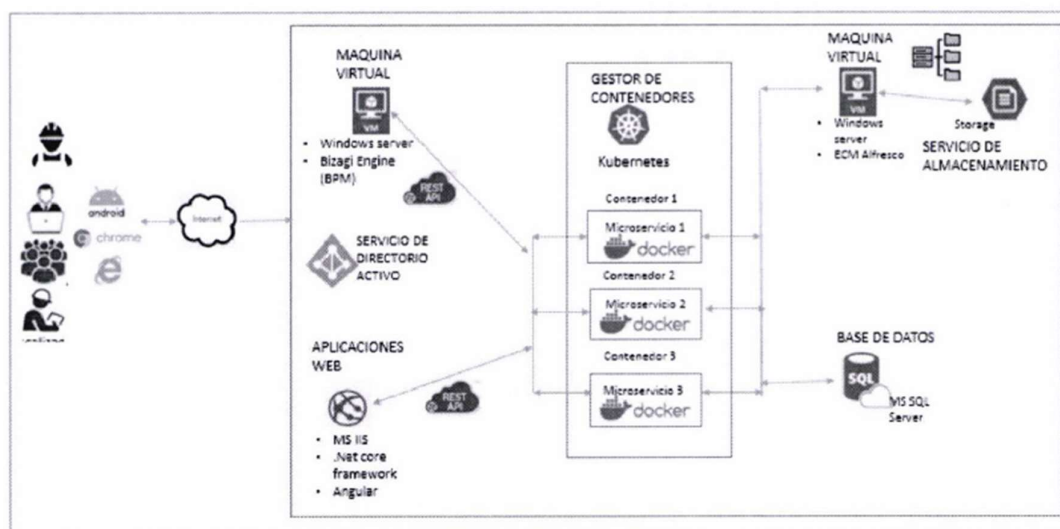 MAQUINA
VIRTUAL
VM
• Windows server
• Bizagi Engine
(BPM)
REST
API
SERVICIO DE
DIRECTORIO
ACTIVO
APLICACIONES
WEB
REST
API
• MS IIS
• .Net core
framework
• Angular
android
chrome
Internet
GESTOR DE
CONTENEDORES
Kubernetes
Contenedor 1
Microservicio 1
docker
Contenedor 2
Microservicio 2
docker
Contenedor 3
Microservicio 3
docker
MAQUINA
VIRTUAL
VM
• Windows
server
• ECM Alfresco
Storage
SERVICIO DE
ALMACENAMIENTO
BASE DE DATOS
SQL
MS SQL
Server